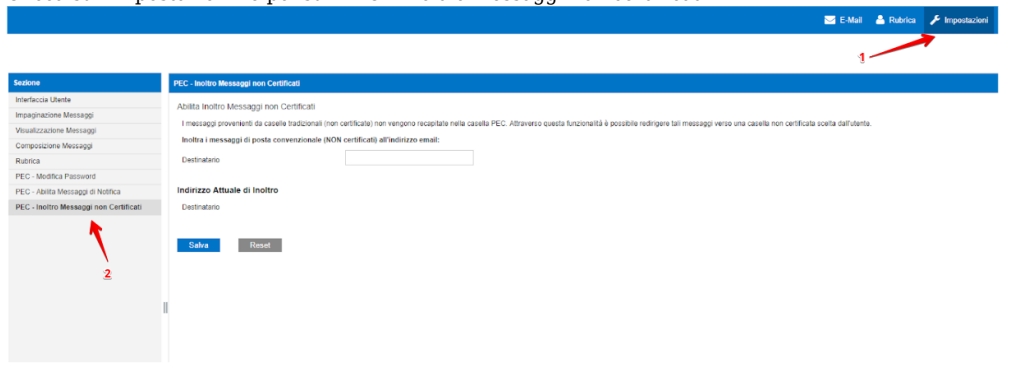 E-Mail Rubrica Impostazioni
1
Sezione
Interfaccia Utente
Impaginazione Messaggi
Visualizzazione Messaggi
Composizione Messaggi
Rubrica
PEC - Modifica Password
PEC - Abilita Messaggi di Notifica
PEC - Inoltro Messaggi non Certificati
2
PEC - Inoltro Messaggi non Certificati
Abilita Inoltro Messaggi non Certificati
I messaggi provenienti da caselle tradizionali (non certificate) non vengono recapitate nella casella PEC. Attraverso questa funzionalità è possibile redirigere tali messaggi verso una casella non certificata scelta dall'utente.
Inoltra i messaggi di posta convenzionale (NON certificati) all'indirizzo email:
Destinatario
Indirizzo Attuale di Inoltro
Destinatario
Salva Reset